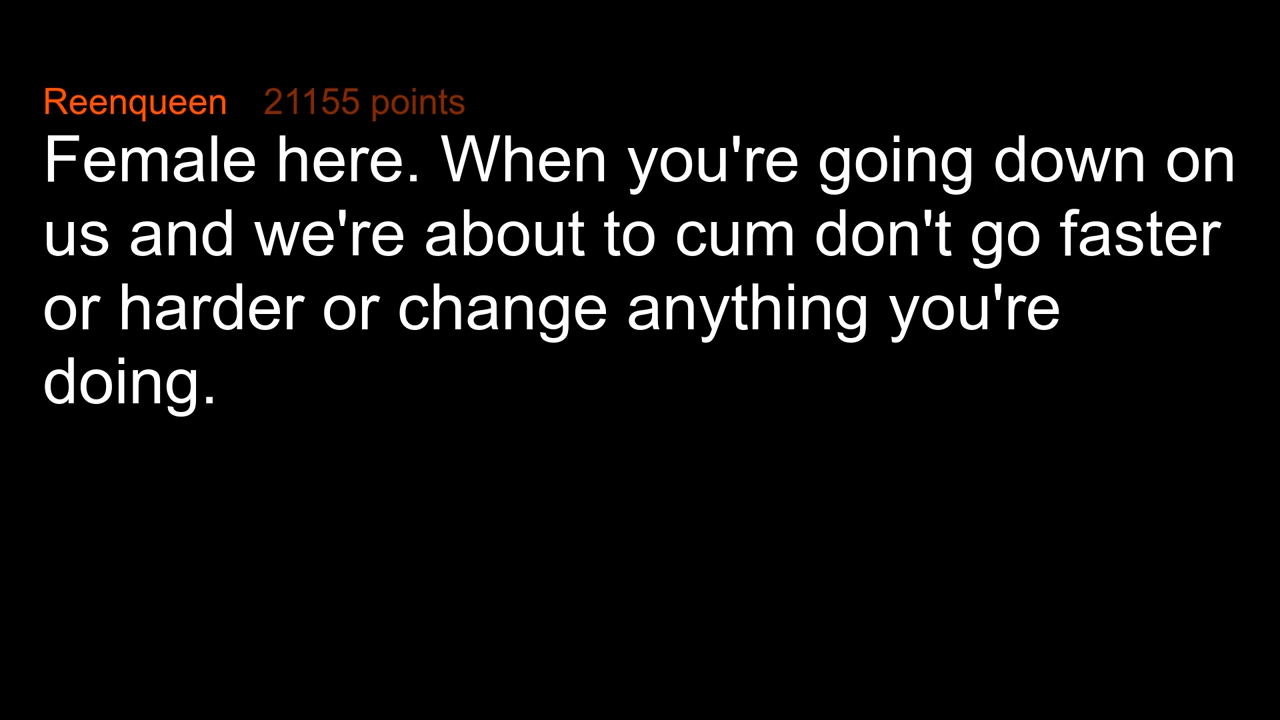 Reenqueen 21155 points
Female here. When you're going down on
us and we're about to cum don't go faster
or harder or change anything you're
doing.